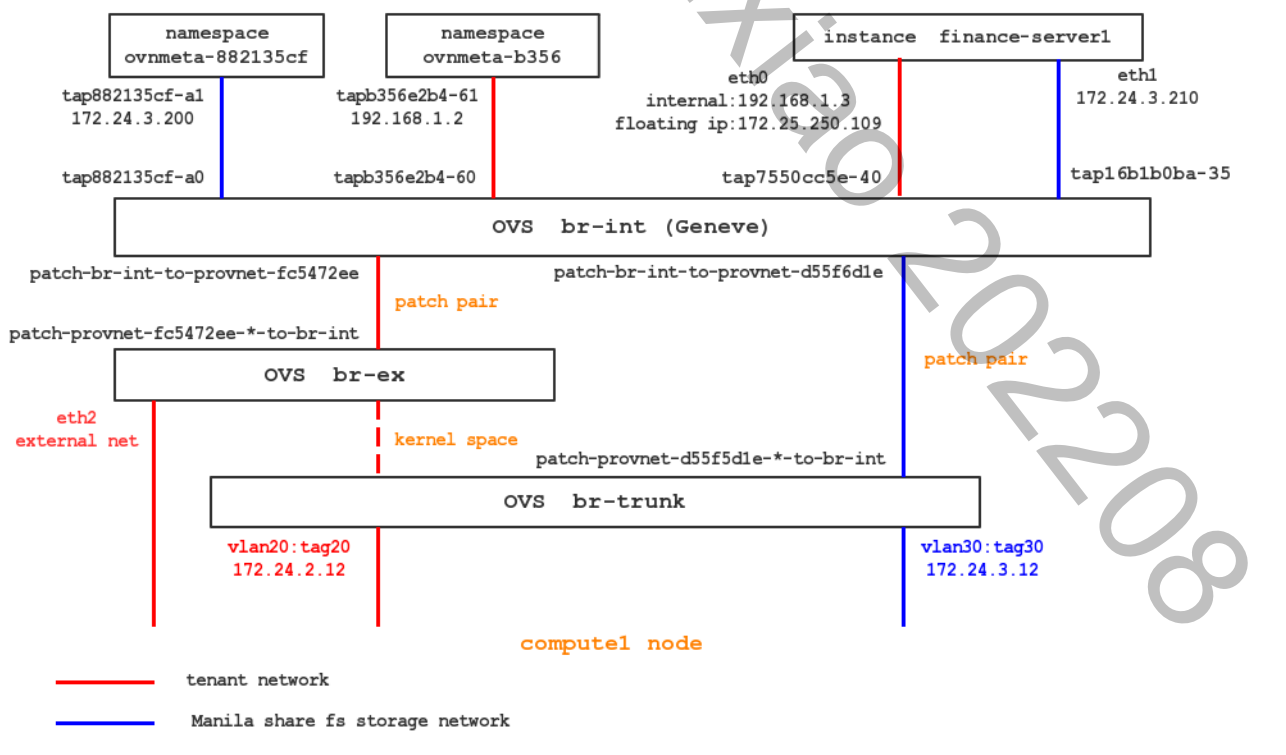 namespace
ovnmeta-882135cf
namespace
ovnmeta-b356
instance finance-server1
tap882135cf-a1
172.24.3.200
tapb356e2b4-61
192.168.1.2
eth0
internal:192.168.1.3
floating ip:172.25.250.109
eth1
172.24.3.210
tap882135cf-a0
tapb356e2b4-60
tap7550cc5e-40
tap16b1b0ba-35
OVS br-int (Geneve)
patch-br-int-to-provnet-fc5472ee
patch-br-int-to-provnet-d55f6d1e
patch pair
patch-provnet-fc5472ee-*-to-br-int
patch pair
OVS br-ex
eth2
external net
kernel space
patch-provnet-d55f5d1e-*-to-br-int
OVS br-trunk
vlan20:tag20
172.24.2.12
vlan30:tag30
172.24.3.12
compute1 node
tenant network
Manila share fs storage network
xiao 202208